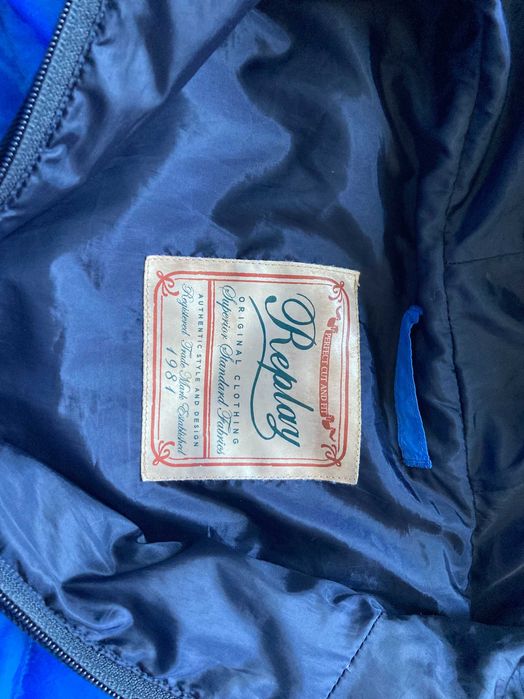 PERFECT CUT AND FIT
Replay
ORIGINAL CLOTHING
Superior Standard Fabrics
AUTHENTIC STYLE AND DESIGN
Registered Trade Mark Established
1981